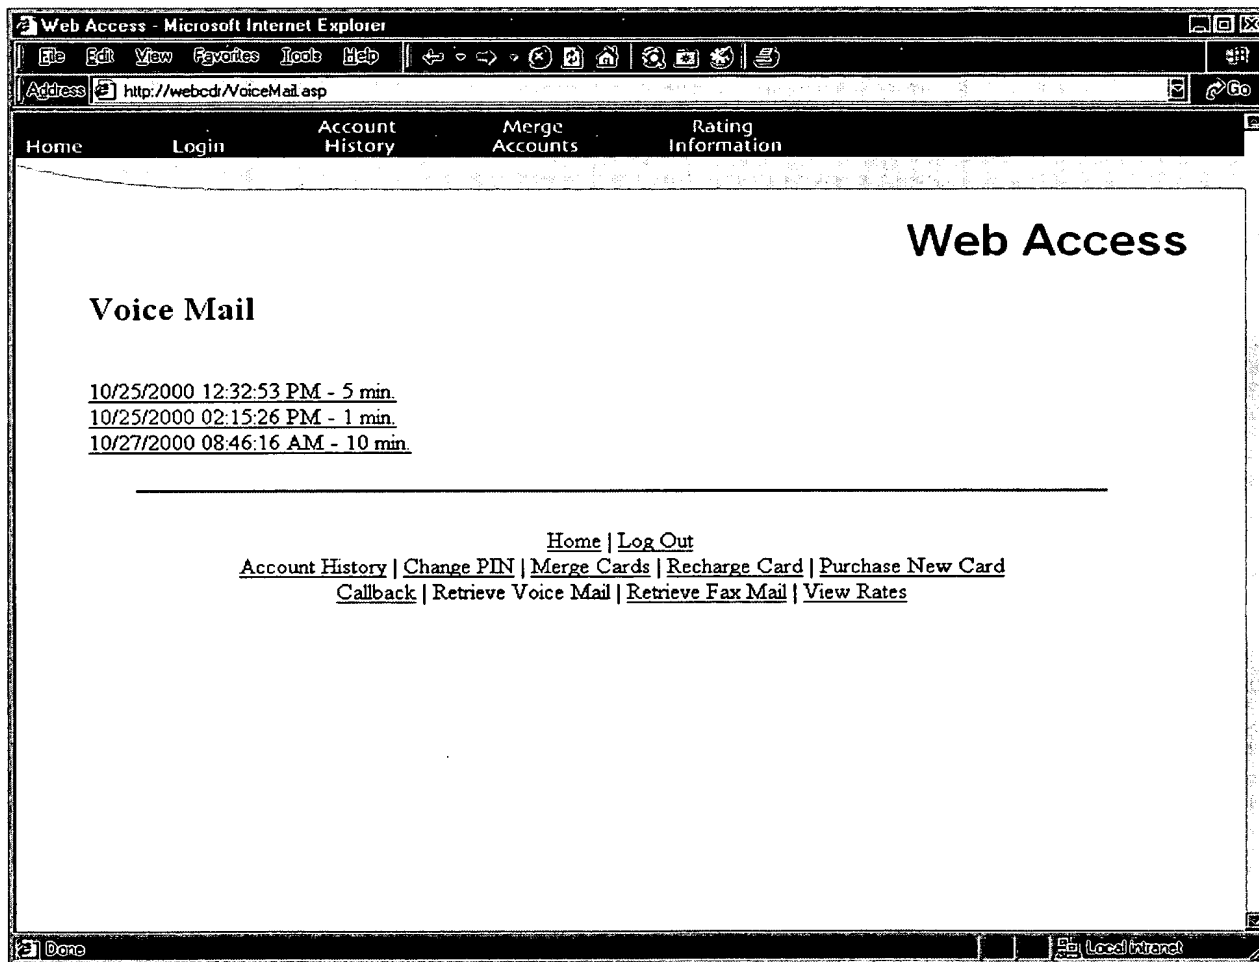 Web Access - Microsoft Internet Explorer
File Edit View Favorites Tools Help
Address http://webcdr/VoiceMail.asp Go
Home Login Account History Merge Accounts Rating Information
Web Access
Voice Mail
10/25/2000 12:32:53 PM - 5 min.
10/25/2000 02:15:26 PM - 1 min.
10/27/2000 08:46:16 AM - 10 min.
Home | Log Out
Account History | Change PIN | Merge Cards | Recharge Card | Purchase New Card
Callback | Retrieve Voice Mail | Retrieve Fax Mail | View Rates
Done Local intranet